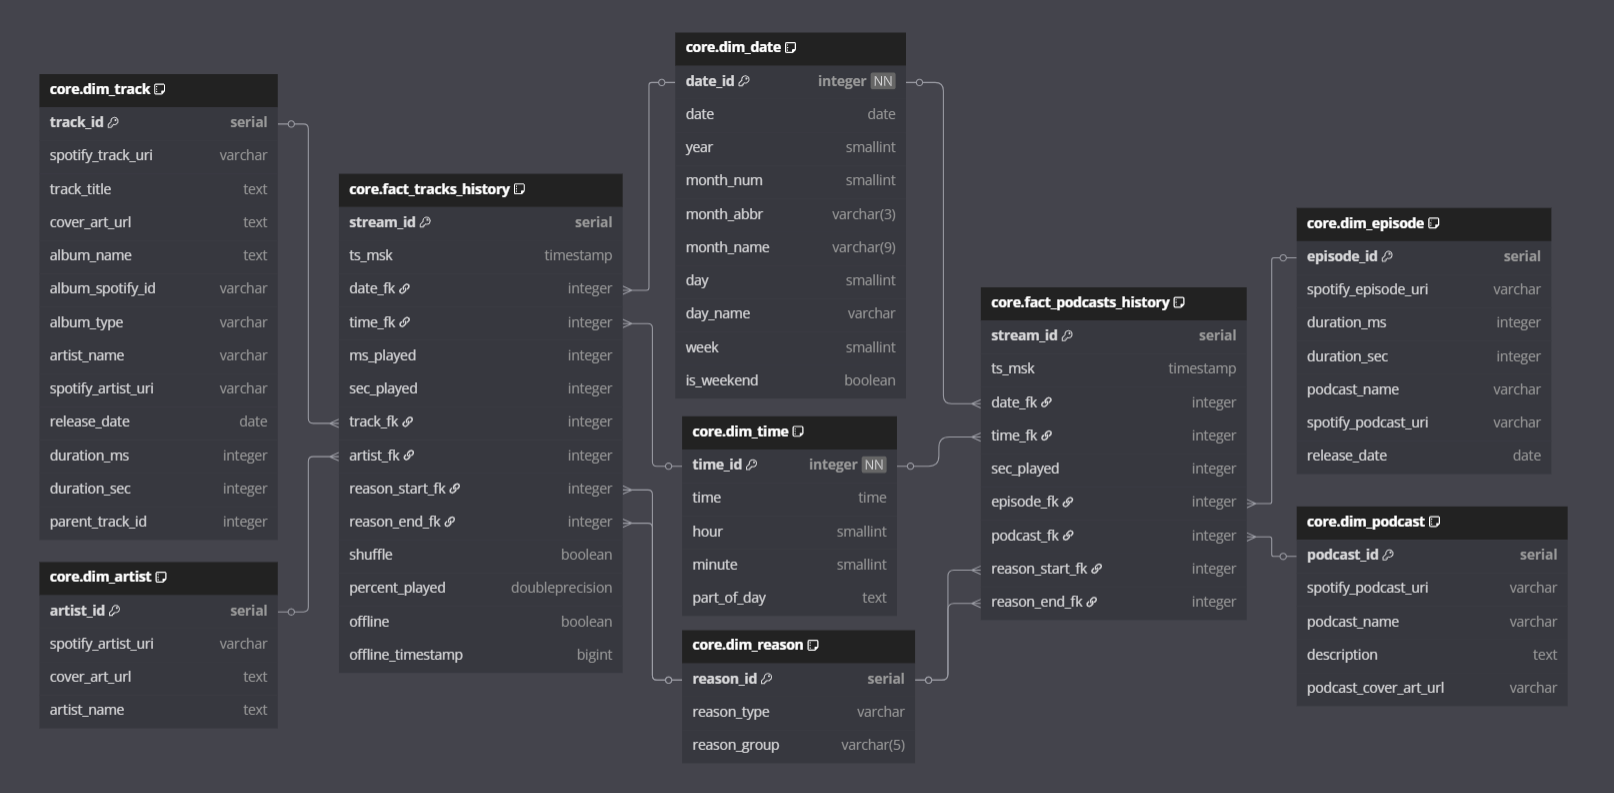 core.dim_track
track_id serial
spotify_track_uri varchar
track_title text
cover_art_url text
album_name text
album_spotify_id varchar
album_type varchar
artist_name varchar
spotify_artist_uri varchar
release_date date
duration_ms integer
duration_sec integer
parent_track_id integer
core.dim_artist
artist_id serial
spotify_artist_uri varchar
cover_art_url text
artist_name text
core.fact_tracks_history
stream_id serial
ts_msk timestamp
date_fk integer
time_fk integer
ms_played integer
sec_played integer
track_fk integer
artist_fk integer
reason_start_fk integer
reason_end_fk integer
shuffle boolean
percent_played doubleprecision
offline boolean
offline_timestamp bigint
core.dim_date
date_id integer NN
date date
year smallint
month_num smallint
month_abbr varchar(3)
month_name varchar(9)
day smallint
day_name varchar
week smallint
is_weekend boolean
core.dim_time
time_id integer NN
time time
hour smallint
minute smallint
part_of_day text
core.dim_reason
reason_id serial
reason_type varchar
reason_group varchar(5)
core.fact_podcasts_history
stream_id serial
ts_msk timestamp
date_fk integer
time_fk integer
sec_played integer
episode_fk integer
podcast_fk integer
reason_start_fk integer
reason_end_fk integer
core.dim_episode
episode_id serial
spotify_episode_uri varchar
duration_ms integer
duration_sec integer
podcast_name varchar
spotify_podcast_uri varchar
release_date date
core.dim_podcast
podcast_id serial
spotify_podcast_uri varchar
podcast_name varchar
description text
podcast_cover_art_url varchar